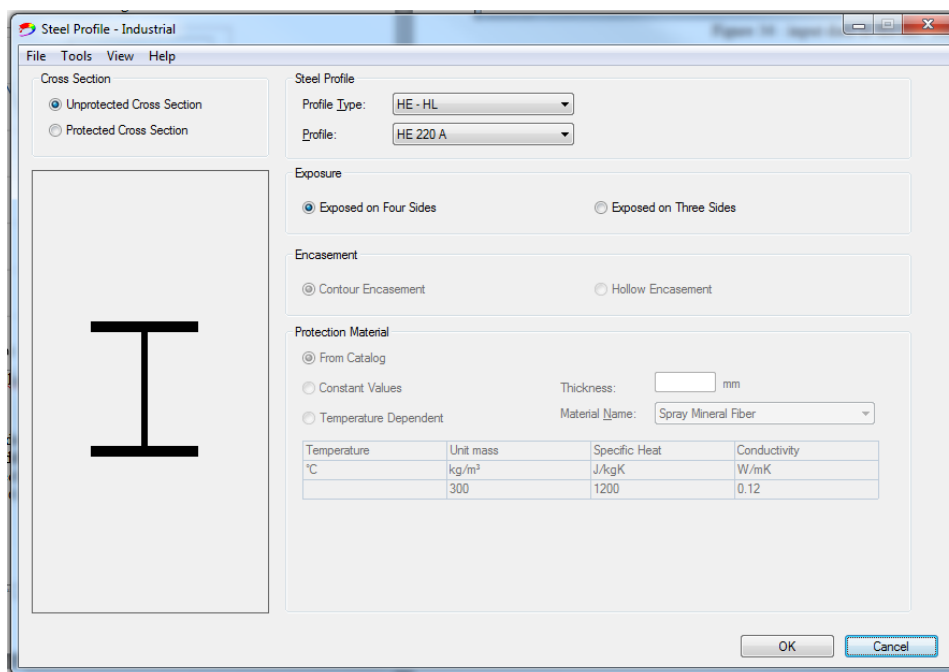 Steel Profile - Industrial
File Tools View Help
Cross Section
Unprotected Cross Section
Protected Cross Section
Steel Profile
Profile Type: HE - HL
Profile: HE 220 A
Exposure
Exposed on Four Sides Exposed on Three Sides
Encasement
Contour Encasement Hollow Encasement
Protection Material
From Catalog
Constant Values Thickness: mm
Temperature Dependent Material Name: Spray Mineral Fiber
Temperature Unit mass Specific Heat Conductivity
°C kg/m³ J/kgK W/mK
300 1200 0.12
OK Cancel